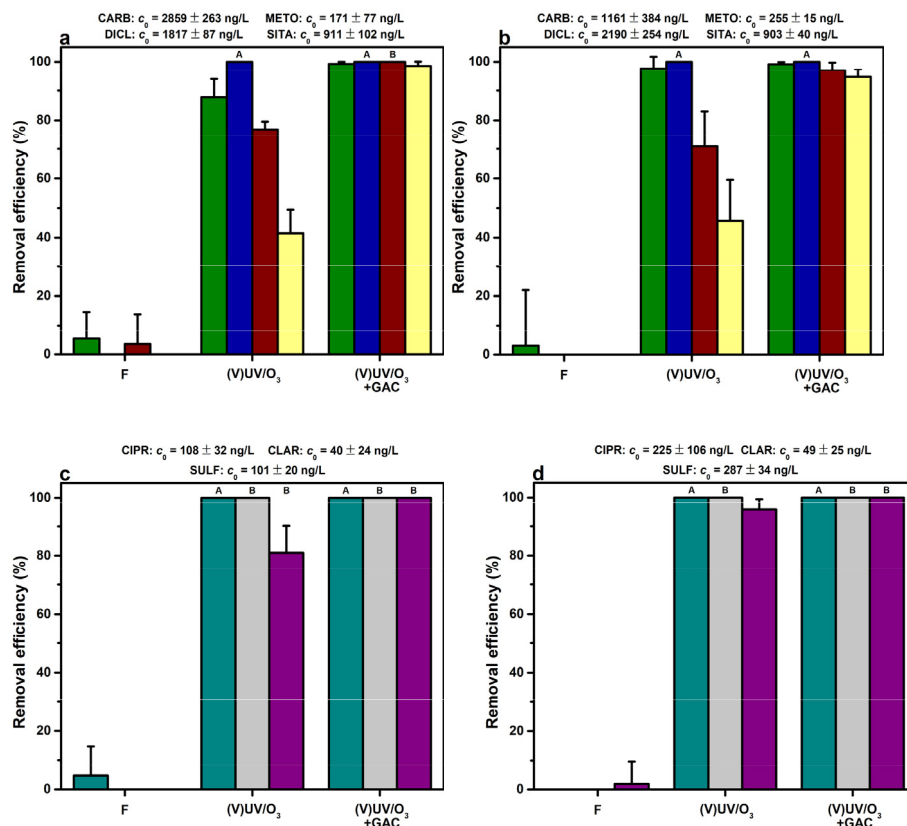 CARB: c0 = 2859 ± 263 ng/L METO: c0 = 171 ± 77 ng/L
DICL: c0 = 1817 ± 87 ng/L SITA: c0 = 911 ± 102 ng/L
a
A A B
100
80
60
40
20
0
Removal efficiency (%)
F (V)UV/O3 (V)UV/O3
+GAC
CARB: c0 = 1161 ± 384 ng/L METO: c0 = 255 ± 15 ng/L
DICL: c0 = 2190 ± 254 ng/L SITA: c0 = 903 ± 40 ng/L
b
A A
100
80
60
40
20
0
Removal efficiency (%)
F (V)UV/O3 (V)UV/O3
+GAC
CIPR: c0 = 108 ± 32 ng/L CLAR: c0 = 40 ± 24 ng/L
SULF: c0 = 101 ± 20 ng/L
c
A B B A B B
100
80
60
40
20
0
Removal efficiency (%)
F (V)UV/O3 (V)UV/O3
+GAC
CIPR: c0 = 225 ± 106 ng/L CLAR: c0 = 49 ± 25 ng/L
SULF: c0 = 287 ± 34 ng/L
d
A B A B B
100
80
60
40
20
0
Removal efficiency (%)
F (V)UV/O3 (V)UV/O3
+GAC